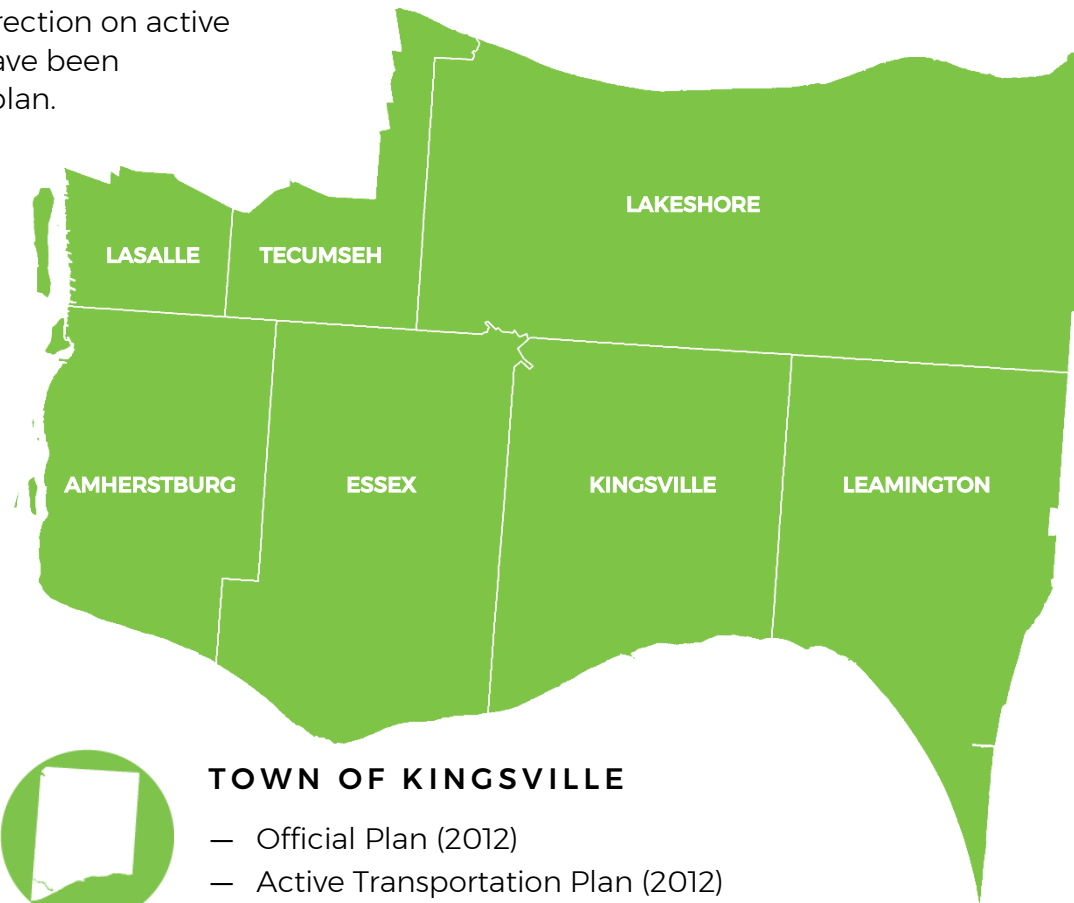 rection on active
ave been
plan.
LAKESHORE
LASALLE
TECUMSEH
AMHERSTBURG
ESSEX
KINGSVILLE
LEAMINGTON
TOWN OF KINGSVILLE
— Official Plan (2012)
— Active Transportation Plan (2012)